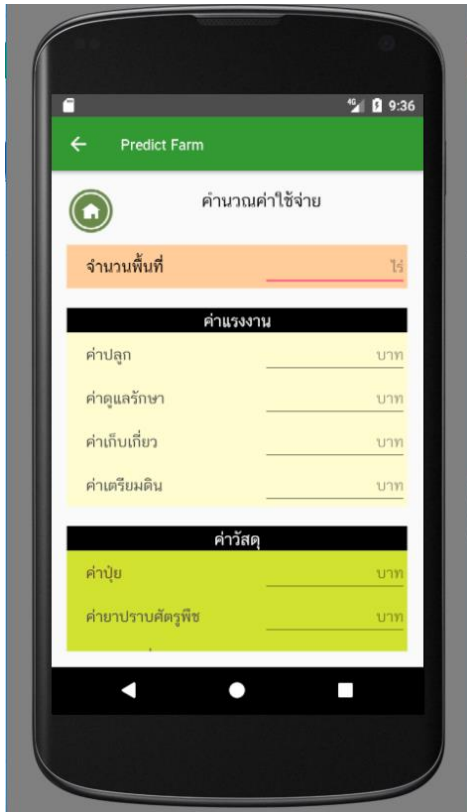 4G 9:36
Predict Farm
คำนวณค่าใช้จ่าย
จำนวนพื้นที่ ไร่
ค่าแรงงาน
ค่าปลูก บาท
ค่าดูแลรักษา บาท
ค่าเก็บเกี่ยว บาท
ค่าเตรียมดิน บาท
ค่าวัสดุ
ค่าปุ๋ย บาท
ค่ายาปราบศัตรูพืช บาท